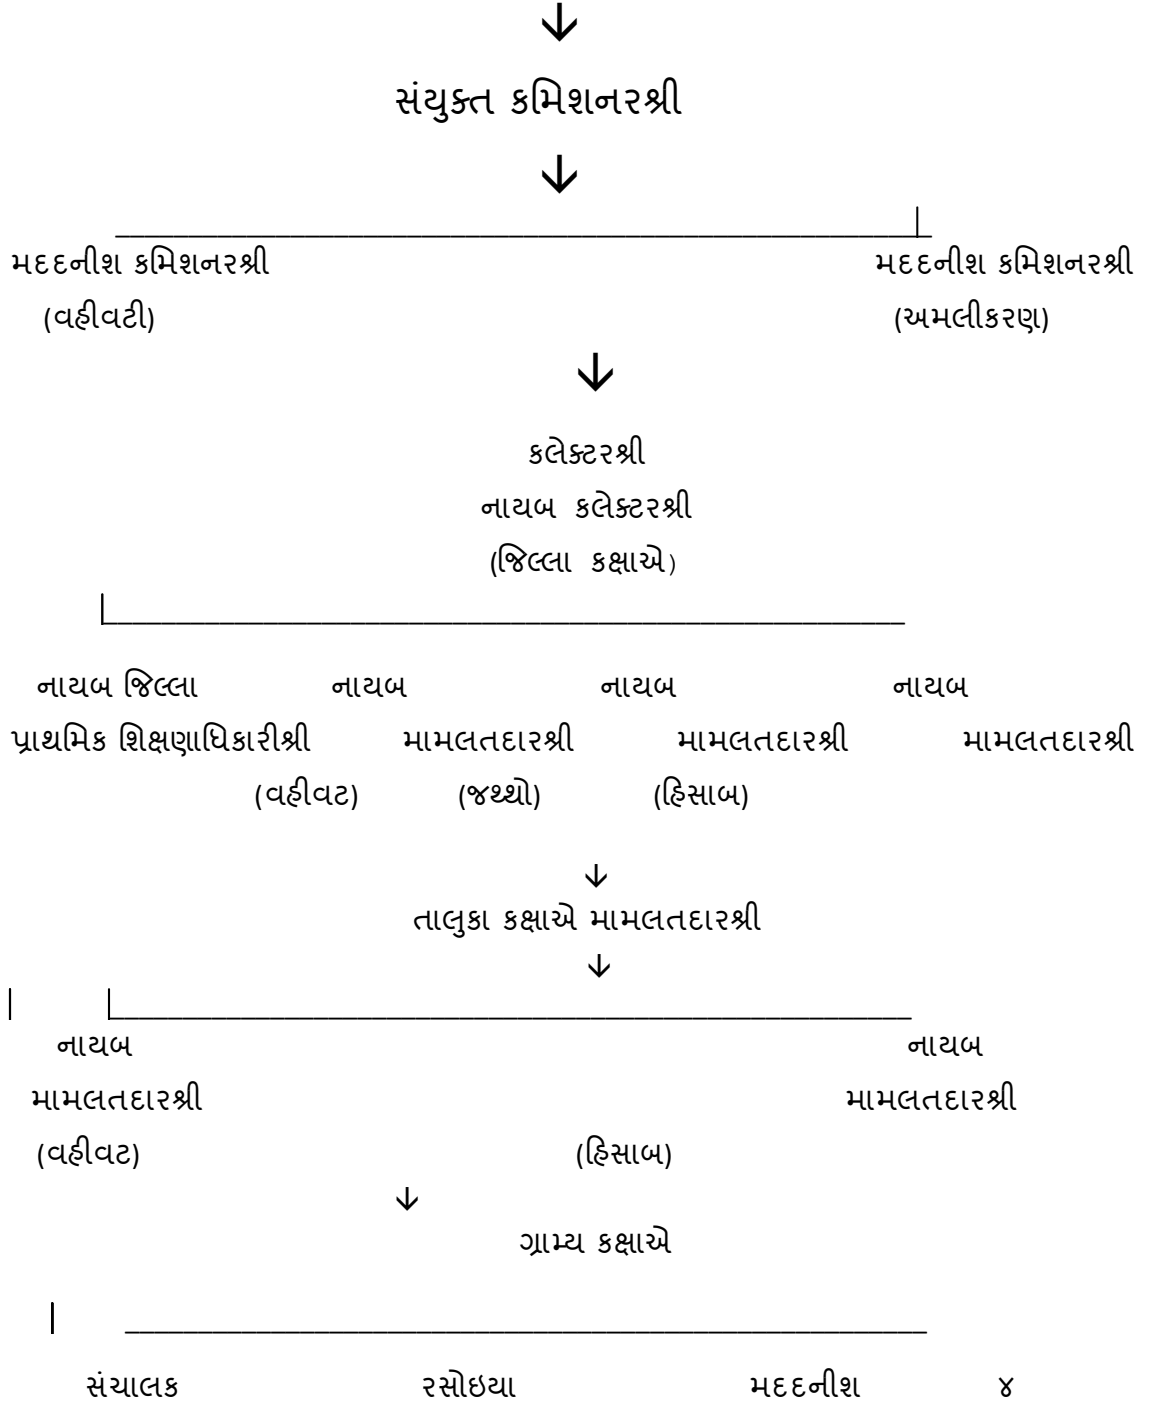 ↓
સંયુક્ત કમિશનરશ્રી
↓
મદદનીશ કમિશનરશ્રી મદદનીશ કમિશનરશ્રી
(વહીવટી) (અમલીકરણ)
↓
કલેક્ટરશ્રી
નાયબ કલેક્ટરશ્રી
(જિલ્લા કક્ષાએ)
નાયબ જિલ્લા નાયબ નાયબ નાયબ
પ્રાથમિક શિક્ષણાધિકારીશ્રી મામલતદારશ્રી મામલતદારશ્રી મામલતદારશ્રી
(વહીવટ) (જથ્થો) (હિસાબ)
↓
તાલુકા કક્ષાએ મામલતદારશ્રી
↓
નાયબ નાયબ
મામલતદારશ્રી મામલતદારશ્રી
(વહીવટ) (હિસાબ)
↓
ગ્રામ્ય કક્ષાએ
સંચાલક રસોઇયા મદદનીશ ૪